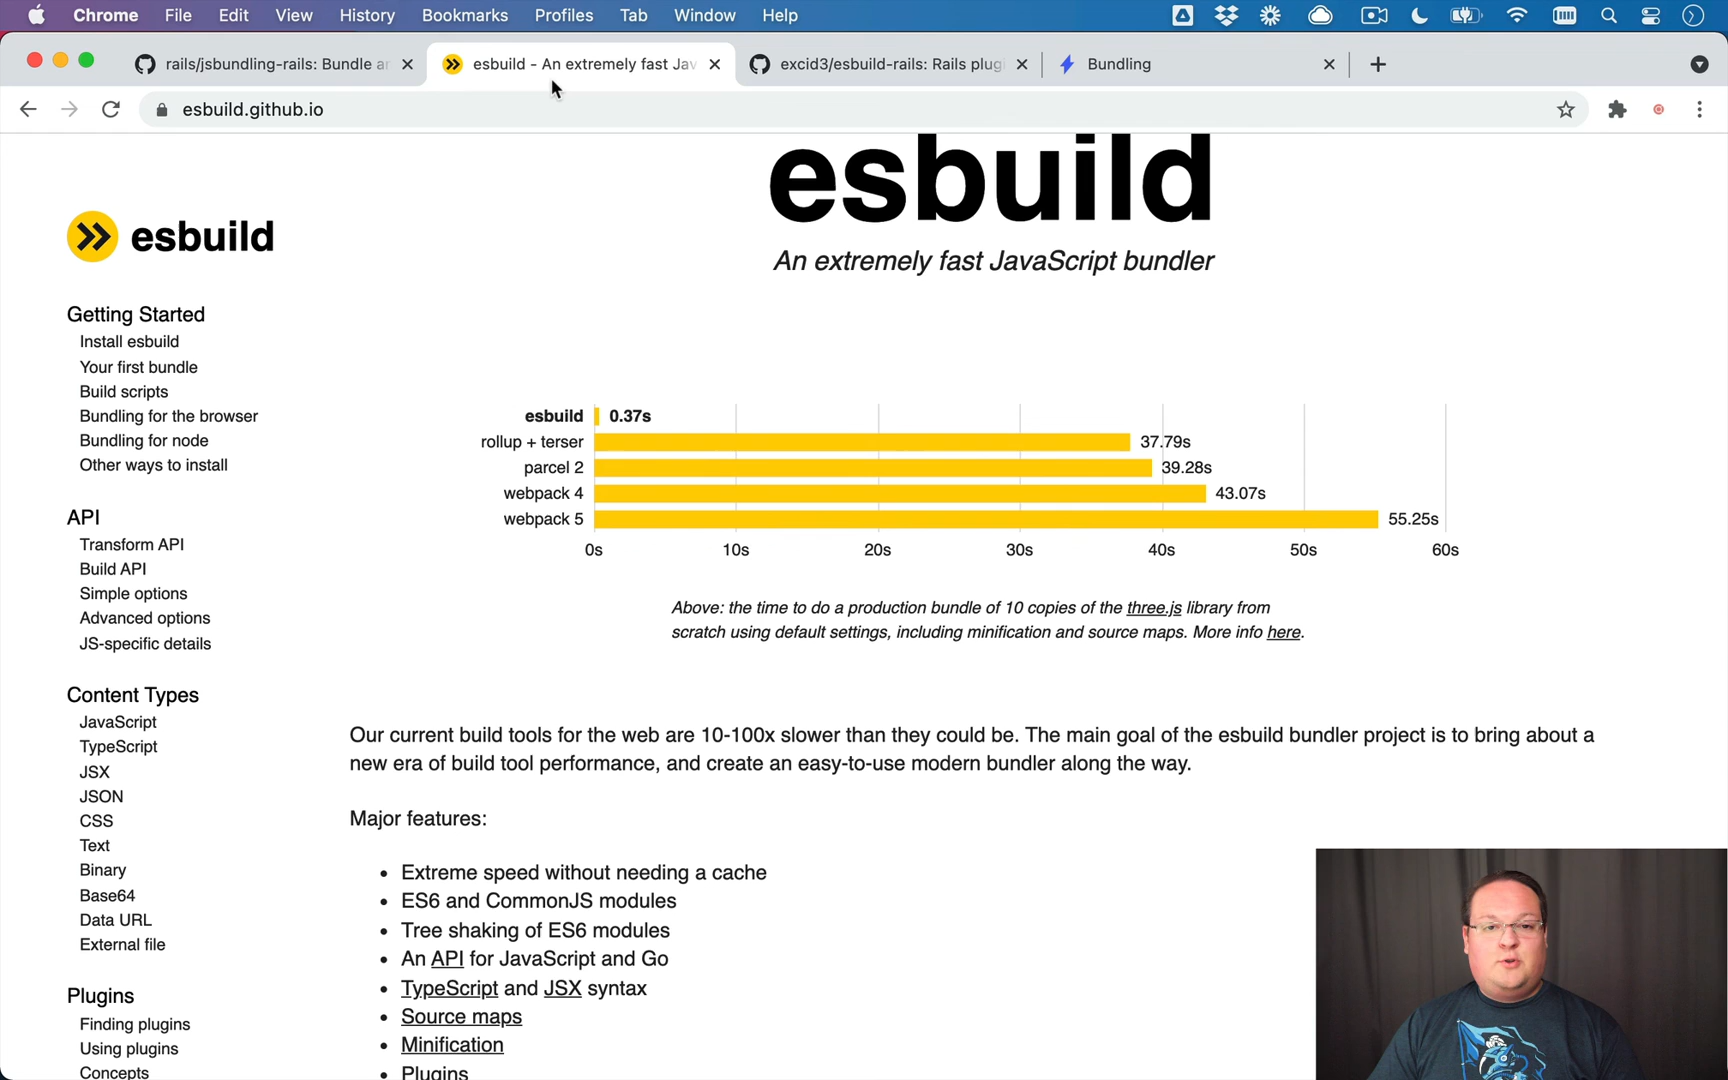 Chrome File Edit View History Bookmarks Profiles Tab Window Help
rails/jsbundling-rails: Bundle ar
esbuild - An extremely fast Jav
excid3/esbuild-rails: Rails plugi
Bundling
esbuild.github.io
esbuild
An extremely fast JavaScript bundler
esbuild
Getting Started
Install esbuild
Your first bundle
Build scripts
Bundling for the browser
Bundling for node
Other ways to install
API
Transform API
Build API
Simple options
Advanced options
JS-specific details
Content Types
JavaScript
TypeScript
JSX
JSON
CSS
Text
Binary
Base64
Data URL
External file
Plugins
Finding plugins
Using plugins
Concepts
esbuild 0.37s
rollup + terser 37.79s
parcel 2 39.28s
webpack 4 43.07s
webpack 5 55.25s
0s 10s 20s 30s 40s 50s 60s
Above: the time to do a production bundle of 10 copies of the three.js library from
scratch using default settings, including minification and source maps. More info here.
Our current build tools for the web are 10-100x slower than they could be. The main goal of the esbuild bundler project is to bring about a
new era of build tool performance, and create an easy-to-use modern bundler along the way.
Major features:
• Extreme speed without needing a cache
• ES6 and CommonJS modules
• Tree shaking of ES6 modules
• An API for JavaScript and Go
• TypeScript and JSX syntax
• Source maps
• Minification
• Plugins